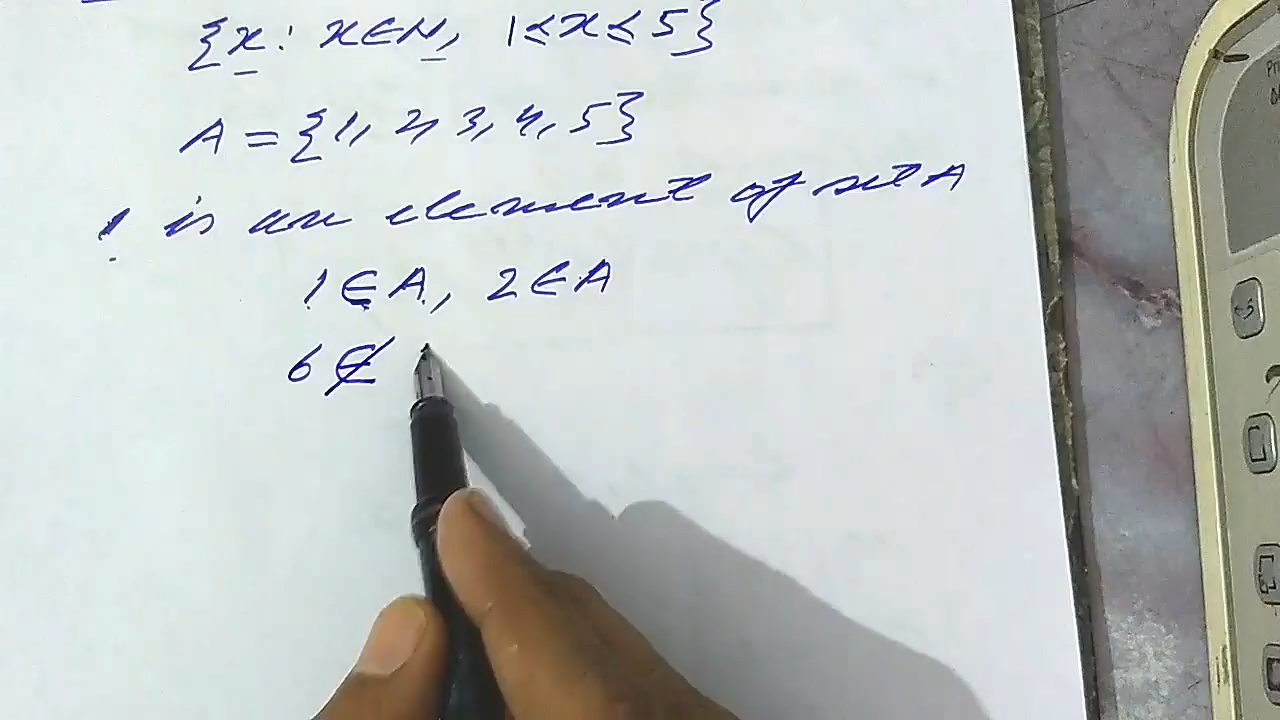 {x : x∈N, 1≤x≤5}
A = {1, 2, 3, 4, 5}
1 is an element of set A
1∈A, 2∈A
6∉